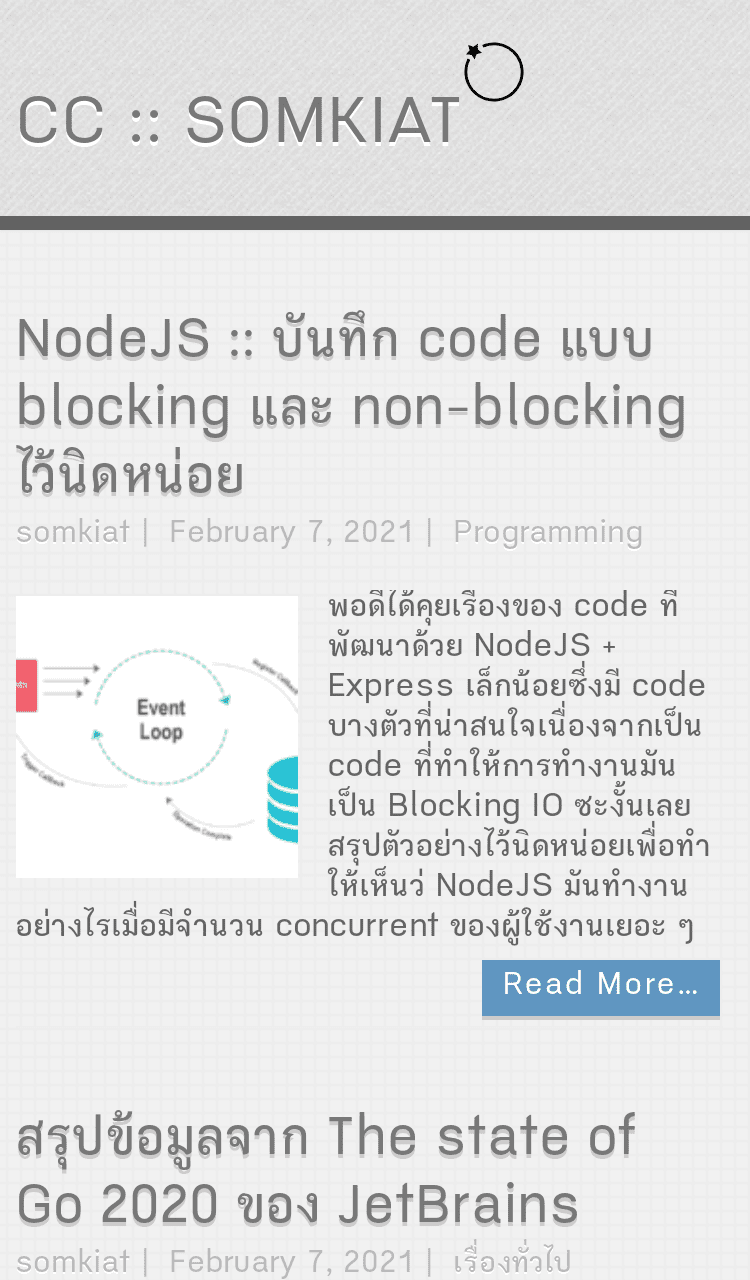 CC :: SOMKIAT
NodeJS :: บันทึก code แบบ
blocking และ non-blocking
ไว้นิดหน่อย
somkiat | February 7, 2021 | Programming
พอดีได้คุยเรื่องของ code ที่
พัฒนาด้วย NodeJS +
Express เล็กน้อยซึ่งมี code
บางตัวที่น่าสนใจเนื่องจากเป็น
code ที่ทำให้การทำงานมัน
เป็น Blocking IO ซะงั้นเลย
สรุปตัวอย่างไว้นิดหน่อยเพื่อทำ
ให้เห็นว่ NodeJS มันทำงาน
อย่างไรเมื่อมีจำนวน concurrent ของผู้ใช้งานเยอะ ๆ
Event
Loop
Register Callback
Trigger Callback
Operation Complete
Read More...
สรุปข้อมูลจาก The state of
Go 2020 ของ JetBrains
somkiat | February 7, 2021 | เรื่องทั่วไป